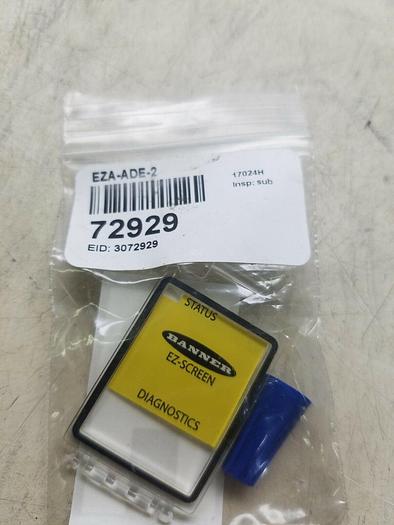 EZA-ADE-2
17024H
Insp: sub
72929
EID: 3072929
STATUS
BANNER
EZ-SCREEN
DIAGNOSTICS